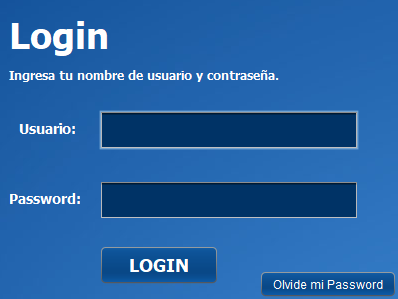 Login
Ingresa tu nombre de usuario y contraseña.
Usuario:
Password:
LOGIN
Olvide mi Password